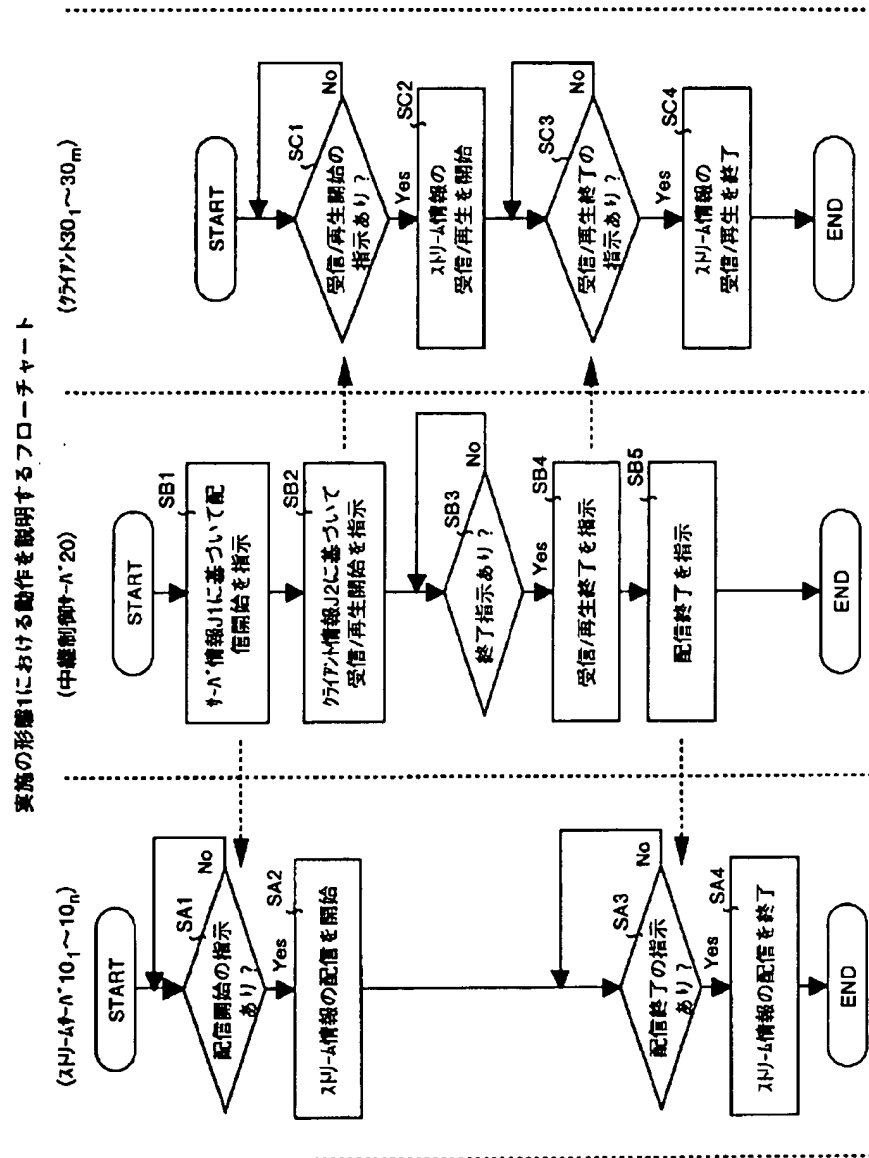 実施の形態1における動作を説明するフローチャート
(ストリームサーバ10₁~10ₙ)
START
SA1
配信開始の指示
あり?
No
Yes
SA2
ストリーム情報の配信を開始
SA3
配信終了の指示
あり?
No
Yes
SA4
ストリーム情報の配信を終了
END
(中継制御サーバ20)
START
SB1
サーバ情報J1に基づいて配
信開始を指示
SB2
クライアント情報J2に基づいて
受信/再生開始を指示
SB3
終了指示あり?
No
Yes
SB4
受信/再生終了を指示
SB5
配信終了を指示
END
(クライアント30₁~30ₘ)
START
SC1
受信/再生開始の
指示あり?
No
Yes
SC2
ストリーム情報の
受信/再生を開始
SC3
受信/再生終了の
指示あり?
No
Yes
SC4
ストリーム情報の
受信/再生を終了
END